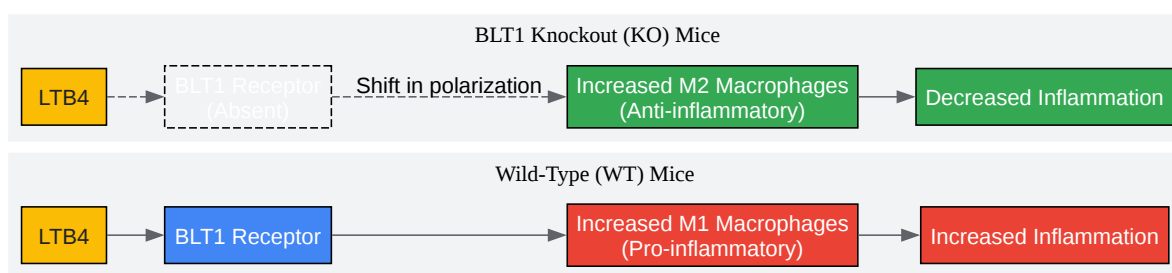 BLT1 Knockout (KO) Mice
LTB4
BLT1 Receptor
(Absent)
Shift in polarization
Increased M2 Macrophages
(Anti-inflammatory)
Decreased Inflammation
Wild-Type (WT) Mice
LTB4
BLT1 Receptor
Increased M1 Macrophages
(Pro-inflammatory)
Increased Inflammation